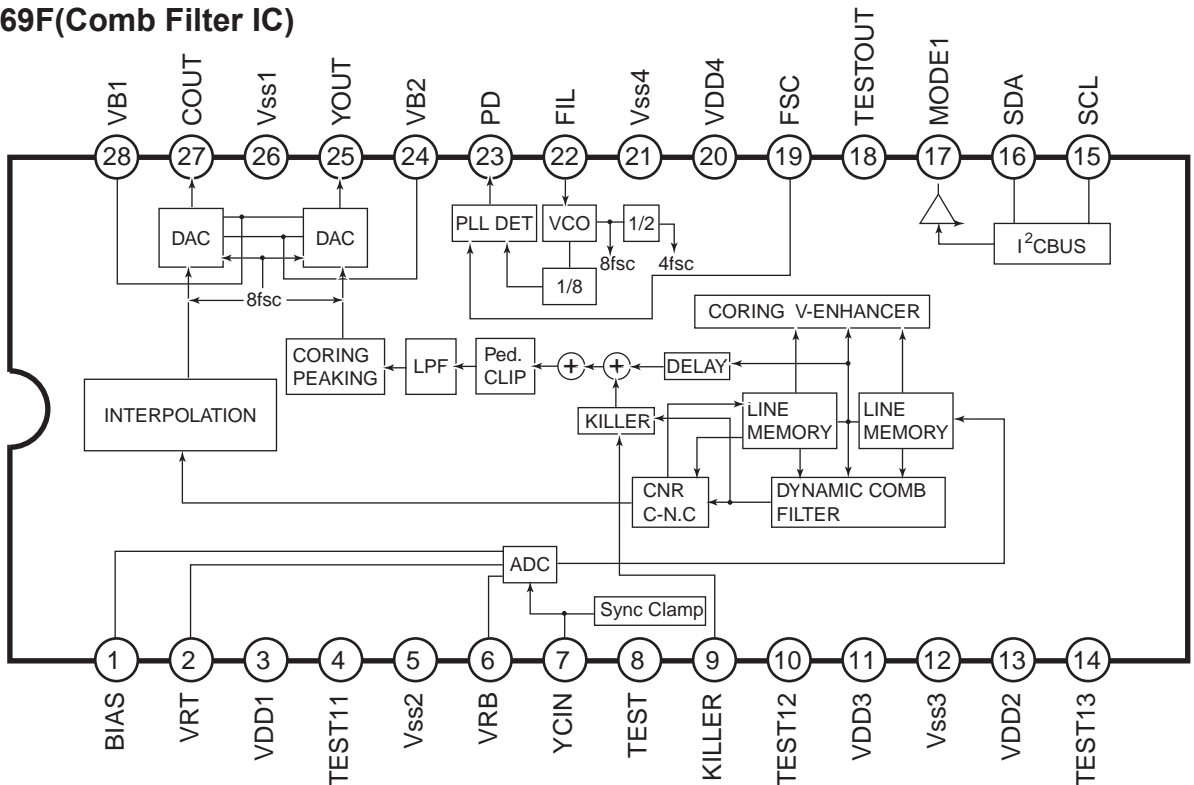 69F(Comb Filter IC)
VB1
COUT
Vss1
YOUT
VB2
PD
FIL
Vss4
VDD4
FSC
TESTOUT
MODE1
SDA
SCL
28
27
26
25
24
23
22
21
20
19
18
17
16
15
DAC
DAC
PLL DET
VCO
1/2
8fsc
4fsc
1/8
I²CBUS
8fsc
CORING V-ENHANCER
CORING
PEAKING
LPF
Ped.
CLIP
+
+
DELAY
INTERPOLATION
KILLER
LINE
MEMORY
LINE
MEMORY
CNR
C-N.C
DYNAMIC COMB
FILTER
ADC
Sync Clamp
1
2
3
4
5
6
7
8
9
10
11
12
13
14
BIAS
VRT
VDD1
TEST11
Vss2
VRB
YCIN
TEST
KILLER
TEST12
VDD3
Vss3
VDD2
TEST13